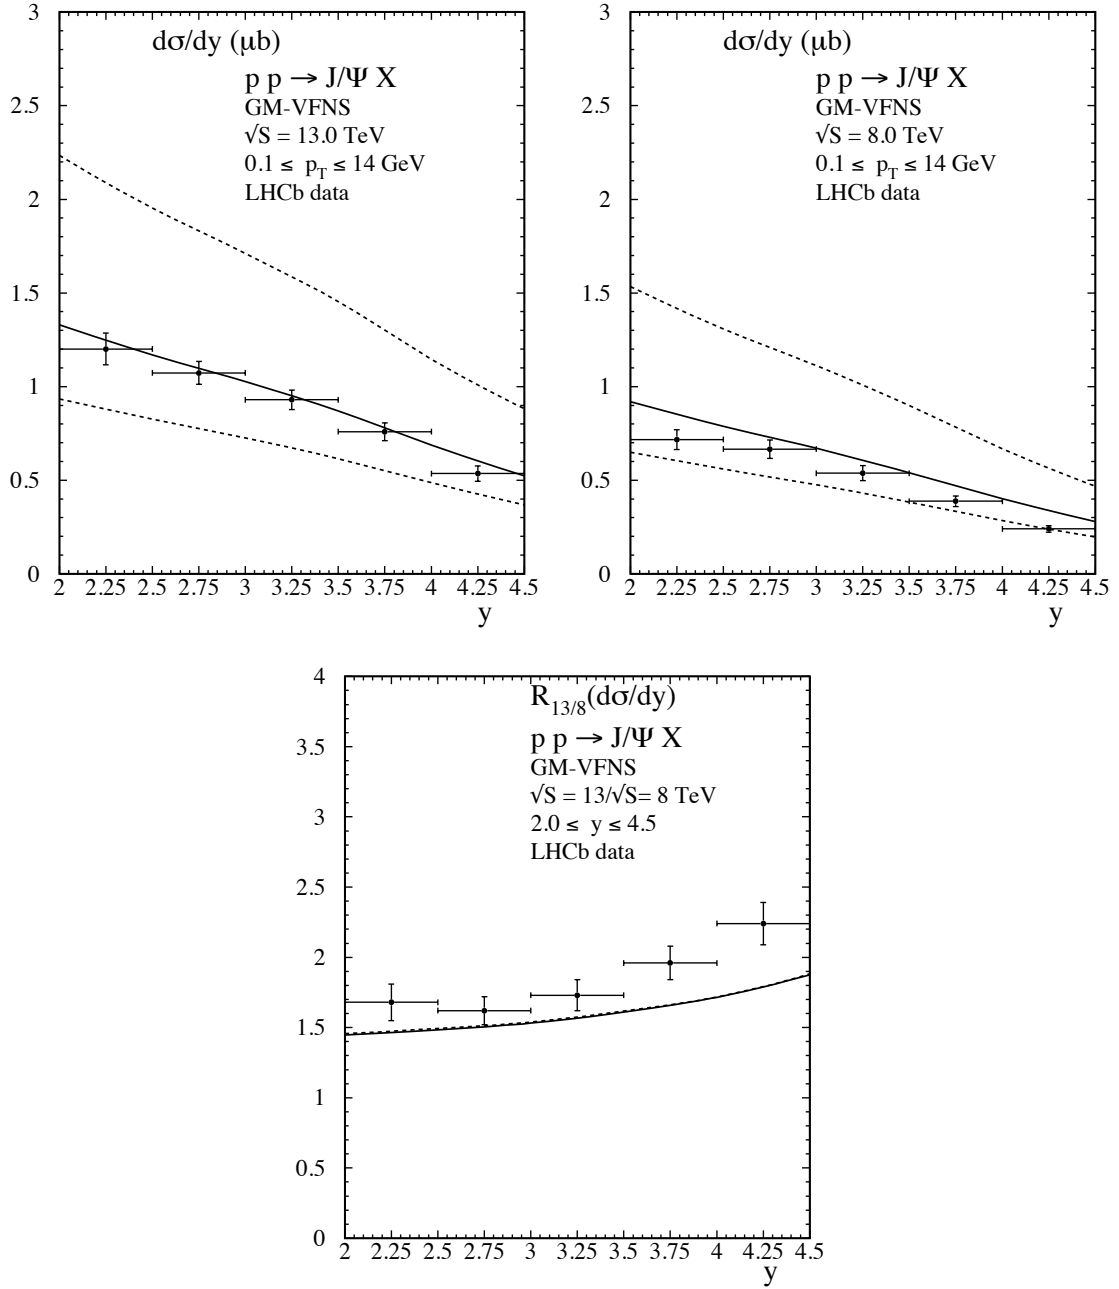 3
2.5
2
1.5
1
0.5
0
dσ/dy (μb)
p p → J/Ψ X
GM-VFNS
√S = 13.0 TeV
0.1 ≤ pT ≤ 14 GeV
LHCb data
2 2.25 2.5 2.75 3 3.25 3.5 3.75 4 4.25 4.5
y
3
2.5
2
1.5
1
0.5
0
dσ/dy (μb)
p p → J/Ψ X
GM-VFNS
√S = 8.0 TeV
0.1 ≤ pT ≤ 14 GeV
LHCb data
2 2.25 2.5 2.75 3 3.25 3.5 3.75 4 4.25 4.5
y
4
3.5
3
2.5
2
1.5
1
0.5
0
R13/8(dσ/dy)
p p → J/Ψ X
GM-VFNS
√S = 13/√S= 8 TeV
2.0 ≤ y ≤ 4.5
LHCb data
2 2.25 2.5 2.75 3 3.25 3.5 3.75 4 4.25 4.5
y